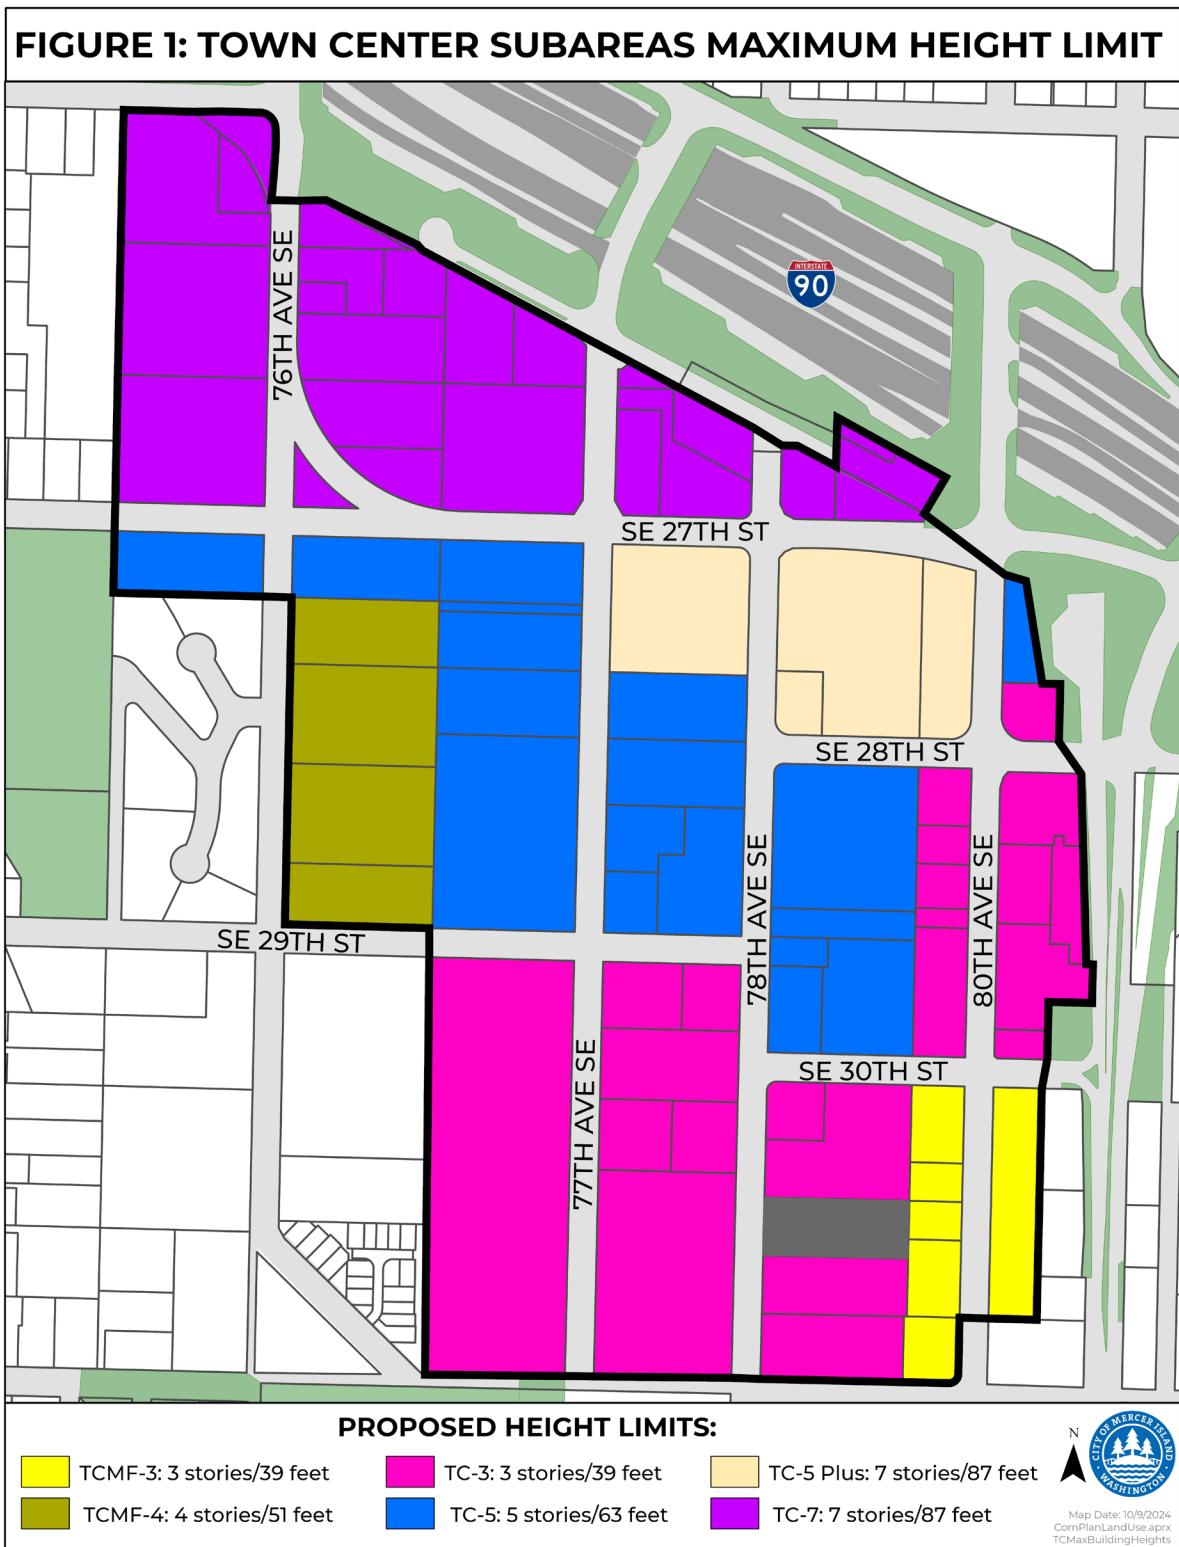 FIGURE 1: TOWN CENTER SUBAREAS MAXIMUM HEIGHT LIMIT
INTERSTATE
90
76TH AVE SE
SE 27TH ST
SE 28TH ST
78TH AVE SE
80TH AVE SE
SE 29TH ST
77TH AVE SE
SE 30TH ST
PROPOSED HEIGHT LIMITS:
TCMF-3: 3 stories/39 feet
TC-3: 3 stories/39 feet
TC-5 Plus: 7 stories/87 feet
TCMF-4: 4 stories/51 feet
TC-5: 5 stories/63 feet
TC-7: 7 stories/87 feet
N
CITY OF MERCER ISLAND
WASHINGTON
Map Date: 10/9/2024
ComPlanLandUse.aprx
TCMaxBuildingHeights